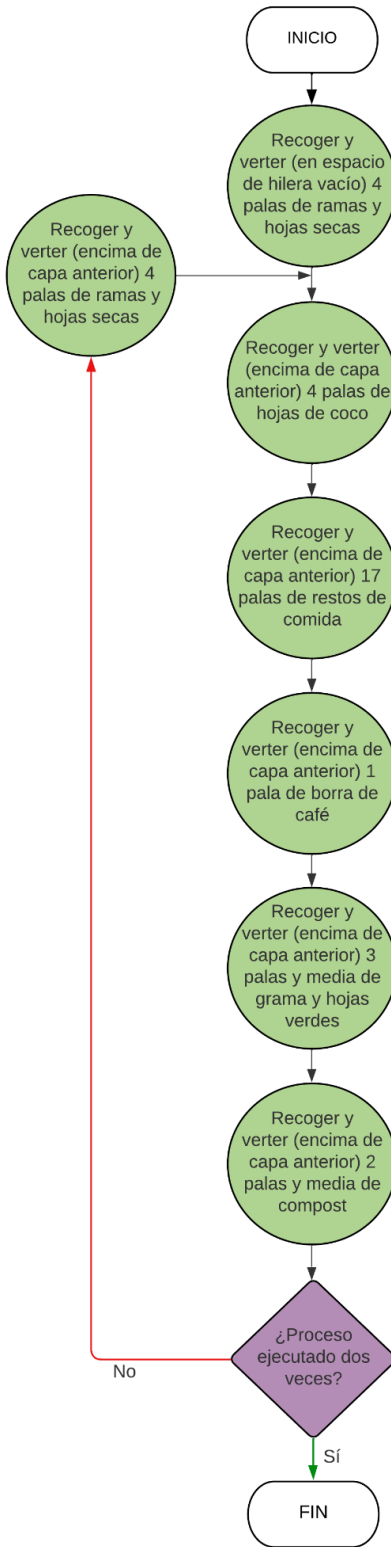 INICIO
Recoger y
verter (en espacio
de hilera vacío) 4
palas de ramas y
hojas secas
Recoger y
verter (encima de
capa anterior) 4
palas de ramas y
hojas secas
Recoger y verter
(encima de capa
anterior) 4 palas de
hojas de coco
Recoger y
verter (encima de
capa anterior) 17
palas de restos de
comida
Recoger y
verter (encima de
capa anterior) 1
pala de borra de
café
Recoger y
verter (encima de
capa anterior) 3
palas y media de
grama y hojas
verdes
Recoger y
verter (encima de
capa anterior) 2
palas y media de
compost
¿Proceso
ejecutado dos
veces?
No
Sí
FIN